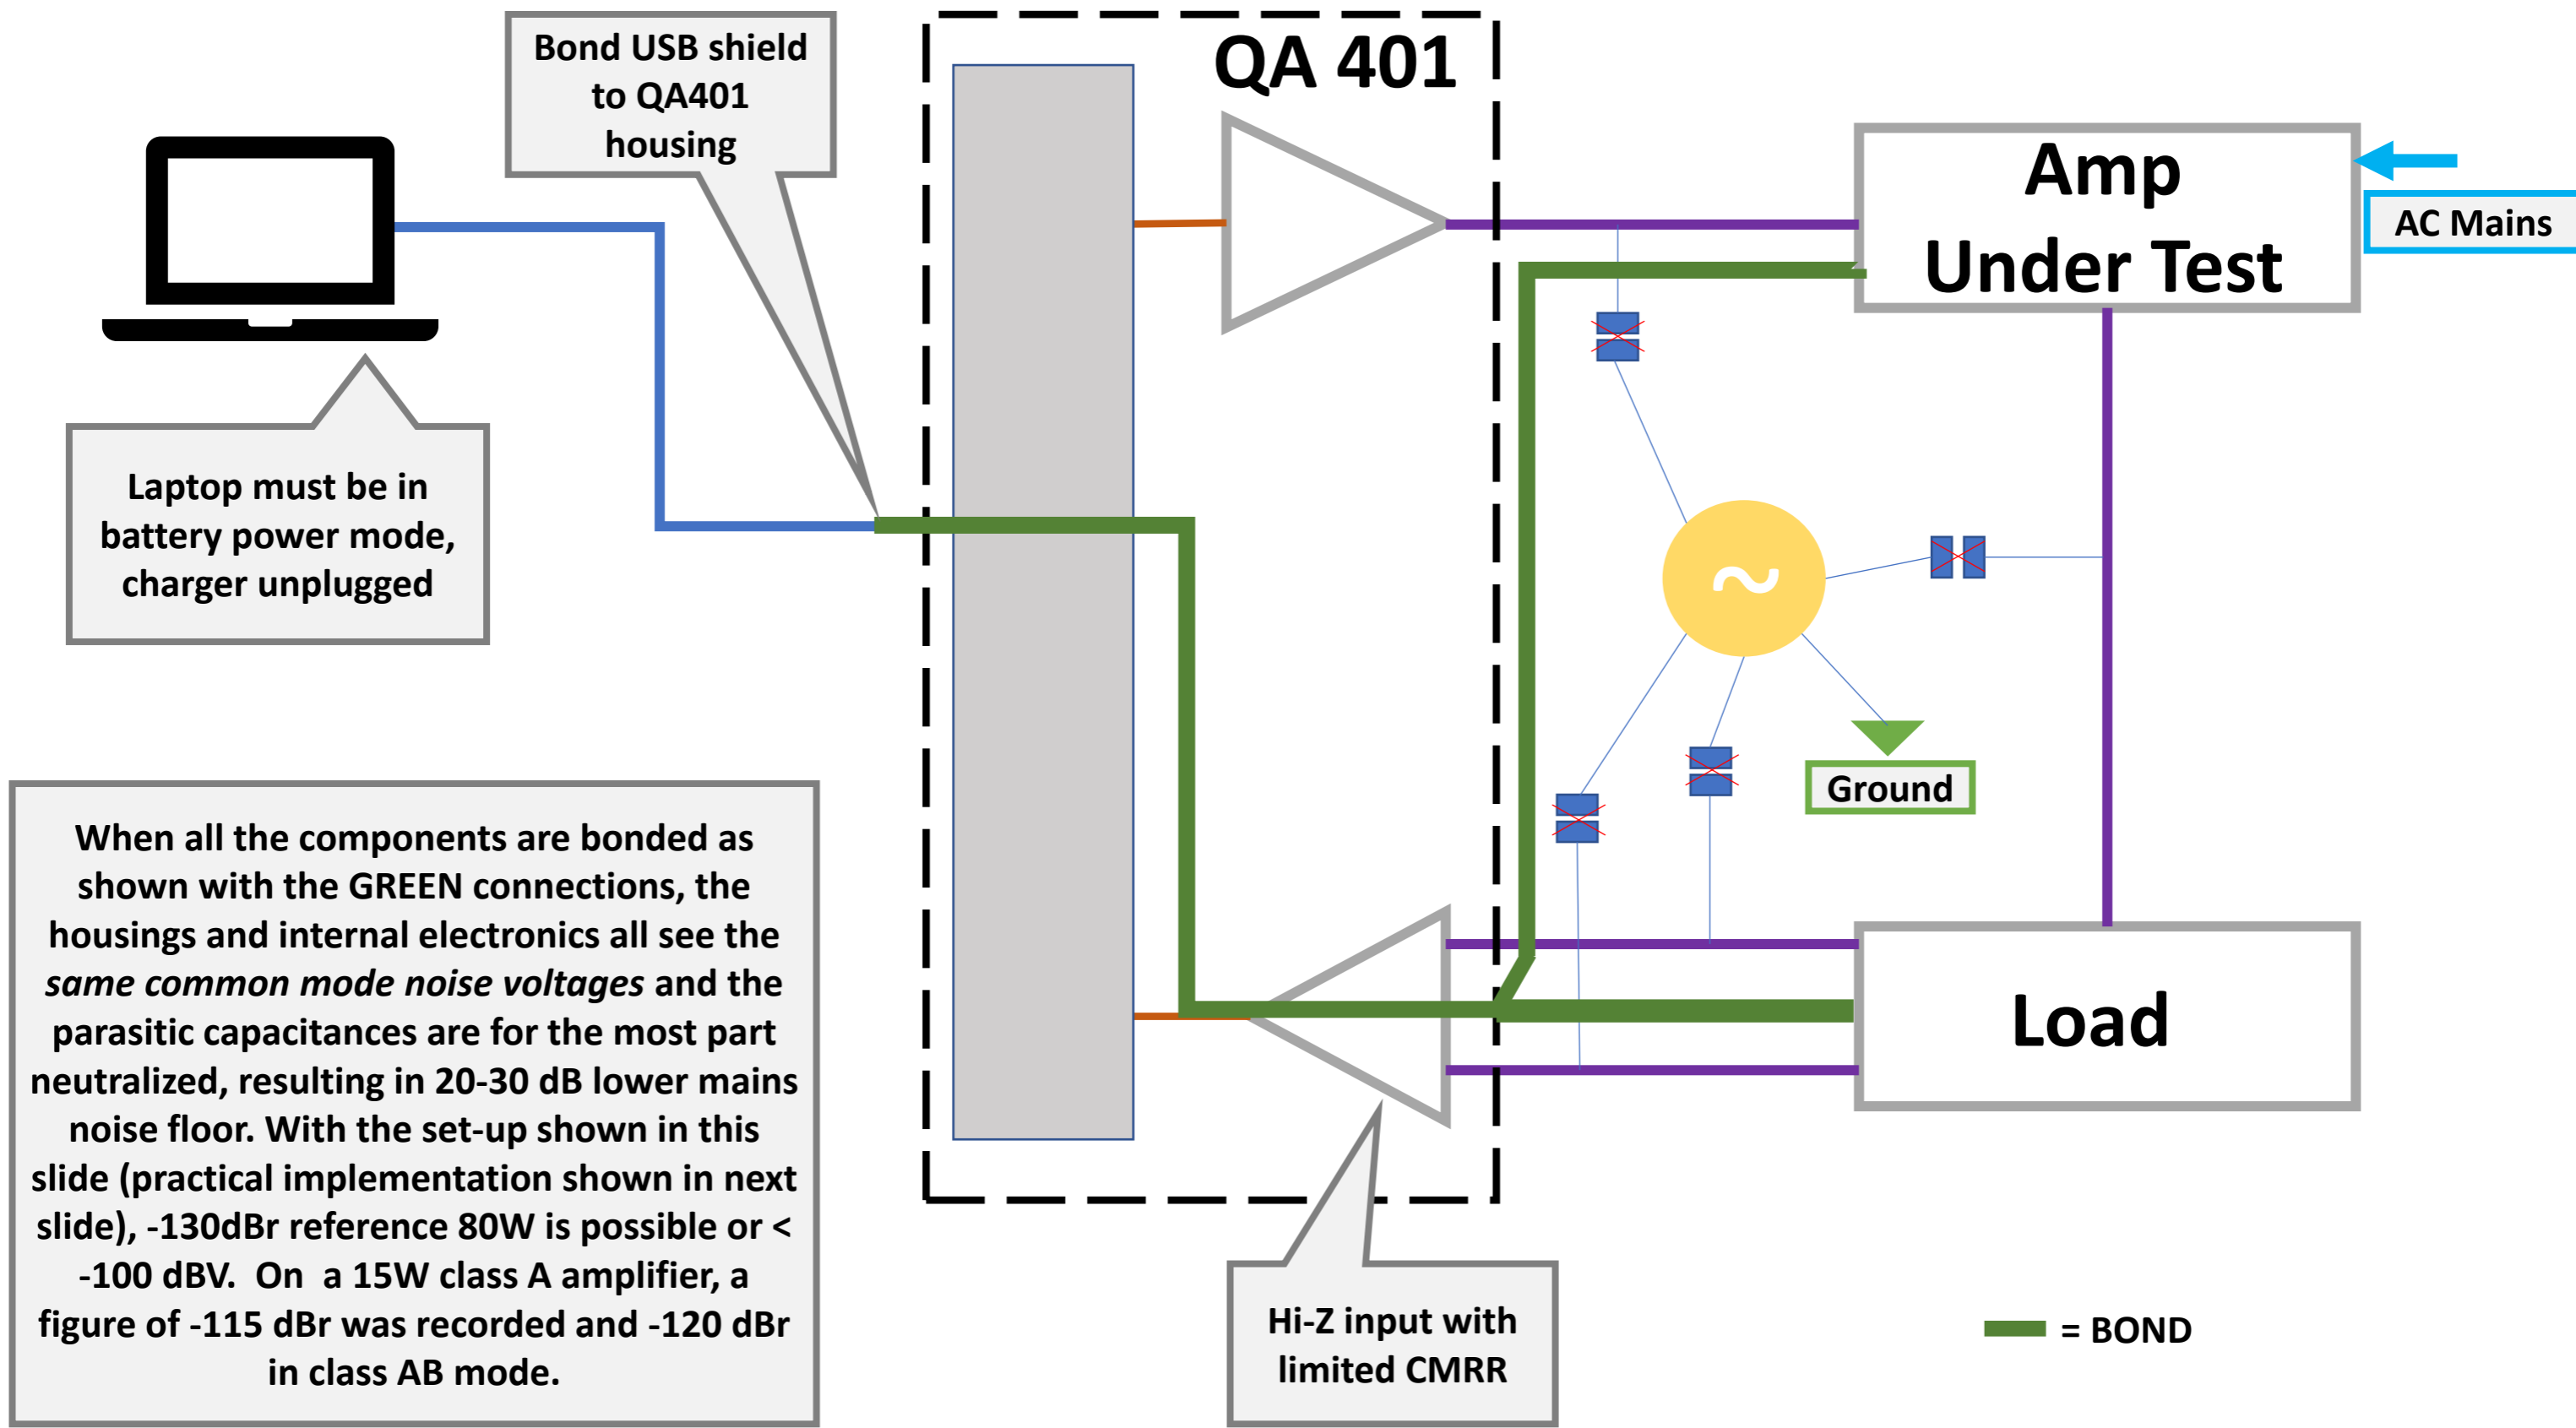 Bond USB shield
to QA401
housing
QA 401
Amp
Under Test
AC Mains
Laptop must be in
battery power mode,
charger unplugged
~
Ground
When all the components are bonded as
shown with the GREEN connections, the
housings and internal electronics all see the
same common mode noise voltages and the
parasitic capacitances are for the most part
neutralized, resulting in 20-30 dB lower mains
noise floor. With the set-up shown in this
slide (practical implementation shown in next
slide), -130dBr reference 80W is possible or <
-100 dBV.  On  a 15W class A amplifier, a
figure of -115 dBr was recorded and -120 dBr
in class AB mode.
Load
Hi-Z input with
limited CMRR
= BOND